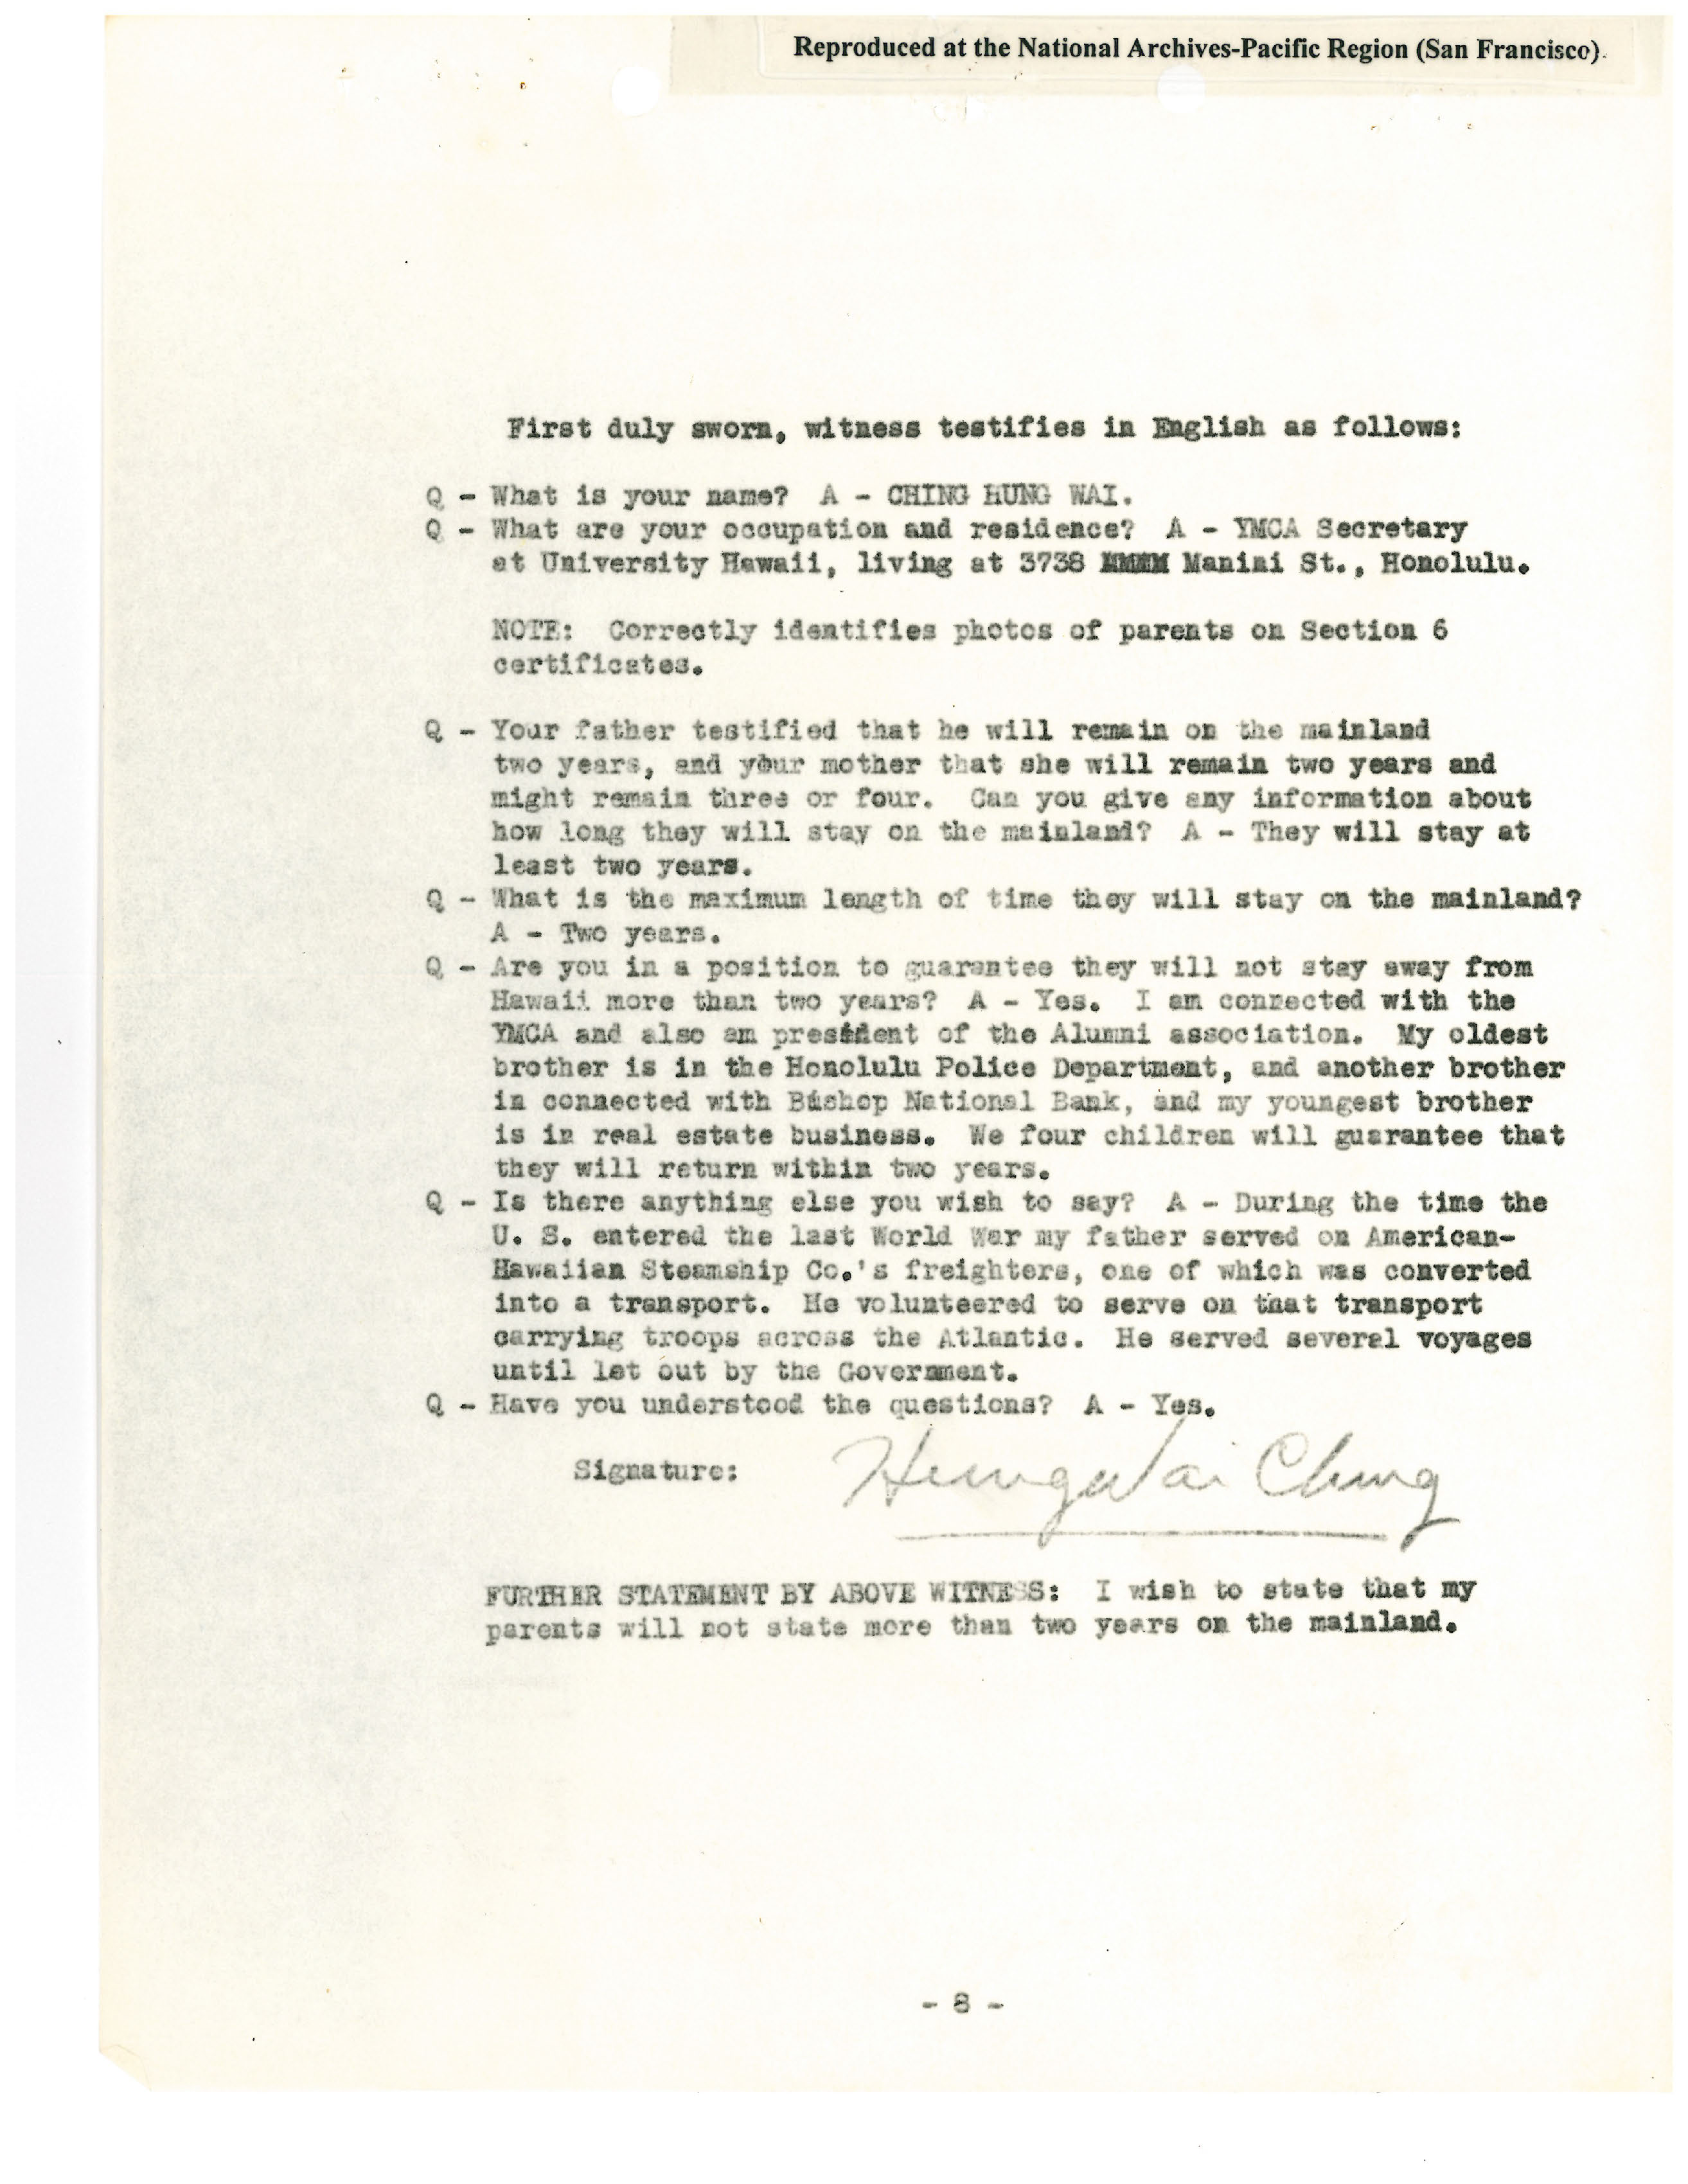 Reproduced at the National Archives-Pacific Region (San Francisco).
First duly sworn, witness testifies in English as follows:
Q - What is your name? A - CHING HUNG WAI.
Q - What are your occupation and residence? A - YMCA Secretary
at University Hawaii, living at 3738 Manini St., Honolulu.
NOTE: Correctly identifies photos of parents on Section 6
certificates.
Q - Your father testified that he will remain on the mainland
two years, and your mother that she will remain two years and
might remain three or four. Can you give any information about
how long they will stay on the mainland? A - They will stay at
least two years.
Q - What is the maximum length of time they will stay on the mainland?
A - Two years.
Q - Are you in a position to guarantee they will not stay away from
Hawaii more than two years? A - Yes. I am connected with the
YMCA and also am president of the Alumni association. My oldest
brother is in the Honolulu Police Department, and another brother
in connected with Bishop National Bank, and my youngest brother
is in real estate business. We four children will guarantee that
they will return within two years.
Q - Is there anything else you wish to say? A - During the time the
U. S. entered the last World War my father served on American-
Hawaiian Steamship Co.'s freighters, one of which was converted
into a transport. He volunteered to serve on that transport
carrying troops across the Atlantic. He served several voyages
until let out by the Government.
Q - Have you understood the questions? A - Yes.
Signature: Hung Wai Ching
FURTHER STATEMENT BY ABOVE WITNESS: I wish to state that my
parents will not state more than two years on the mainland.
- 8 -